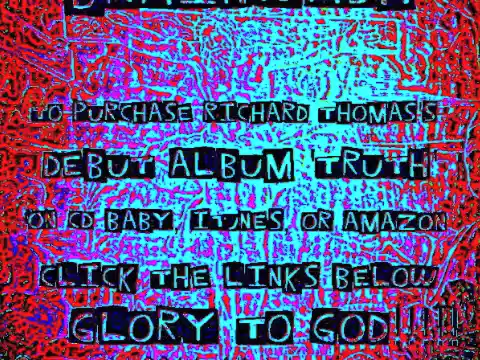 TO PURCHASE RICHARD THOMAS'S
DEBUT ALBUM "TRUTH"
ON CD BABY, ITUNES OR AMAZON
CLICK THE LINKS BELOW
GLORY TO GOD!!!!!